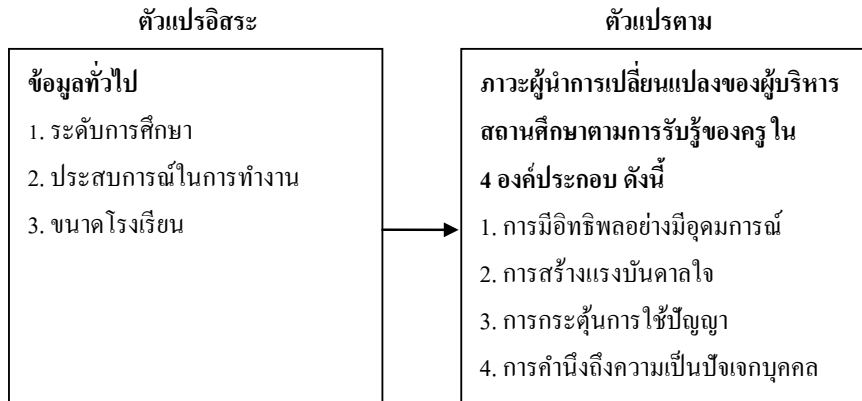 ตัวแปรอิสระ
ข้อมูลทั่วไป
1. ระดับการศึกษา
2. ประสบการณ์ในการทำงาน
3. ขนาดโรงเรียน
ตัวแปรตาม
ภาวะผู้นำการเปลี่ยนแปลงของผู้บริหาร
สถานศึกษาตามการรับรู้ของครู ใน
4 องค์ประกอบ ดังนี้
1. การมีอิทธิพลอย่างมีอุดมการณ์
2. การสร้างแรงบันดาลใจ
3. การกระตุ้นการใช้ปัญญา
4. การคำนึงถึงความเป็นปัจเจกบุคคล